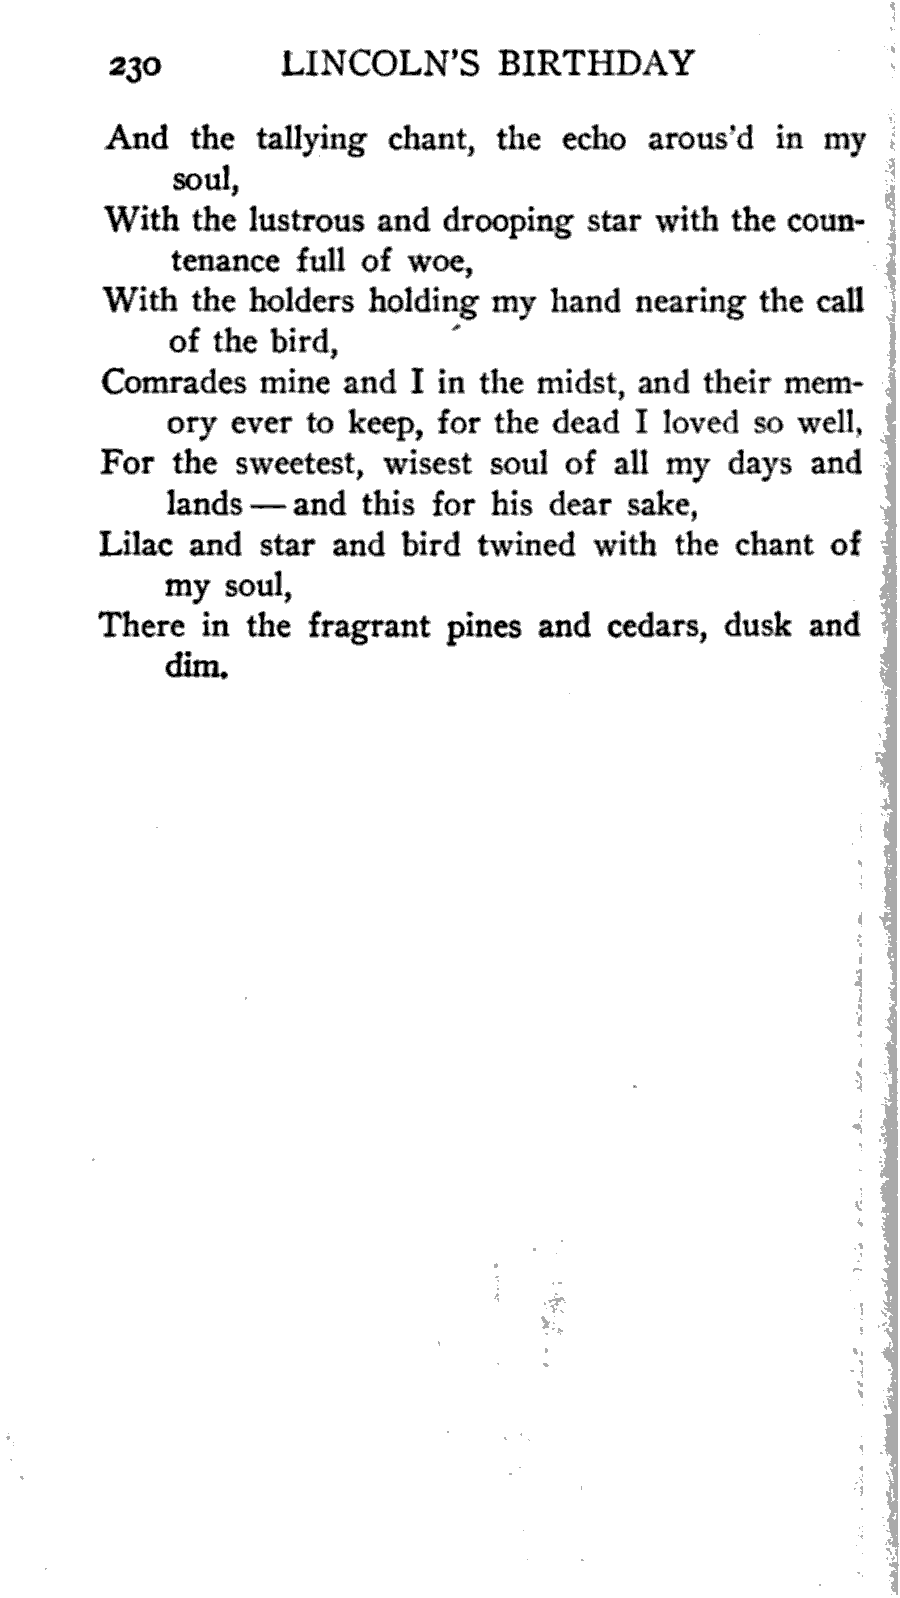 230 LINCOLN'S BIRTHDAY
And the tallying chant, the echo arous'd in my
soul,
With the lustrous and drooping star with the coun-
tenance full of woe,
With the holders holding my hand nearing the call
of the bird,
Comrades mine and I in the midst, and their mem-
ory ever to keep, for the dead I loved so well,
For the sweetest, wisest soul of all my days and
lands — and this for his dear sake,
Lilac and star and bird twined with the chant of
my soul,
There in the fragrant pines and cedars, dusk and
dim.